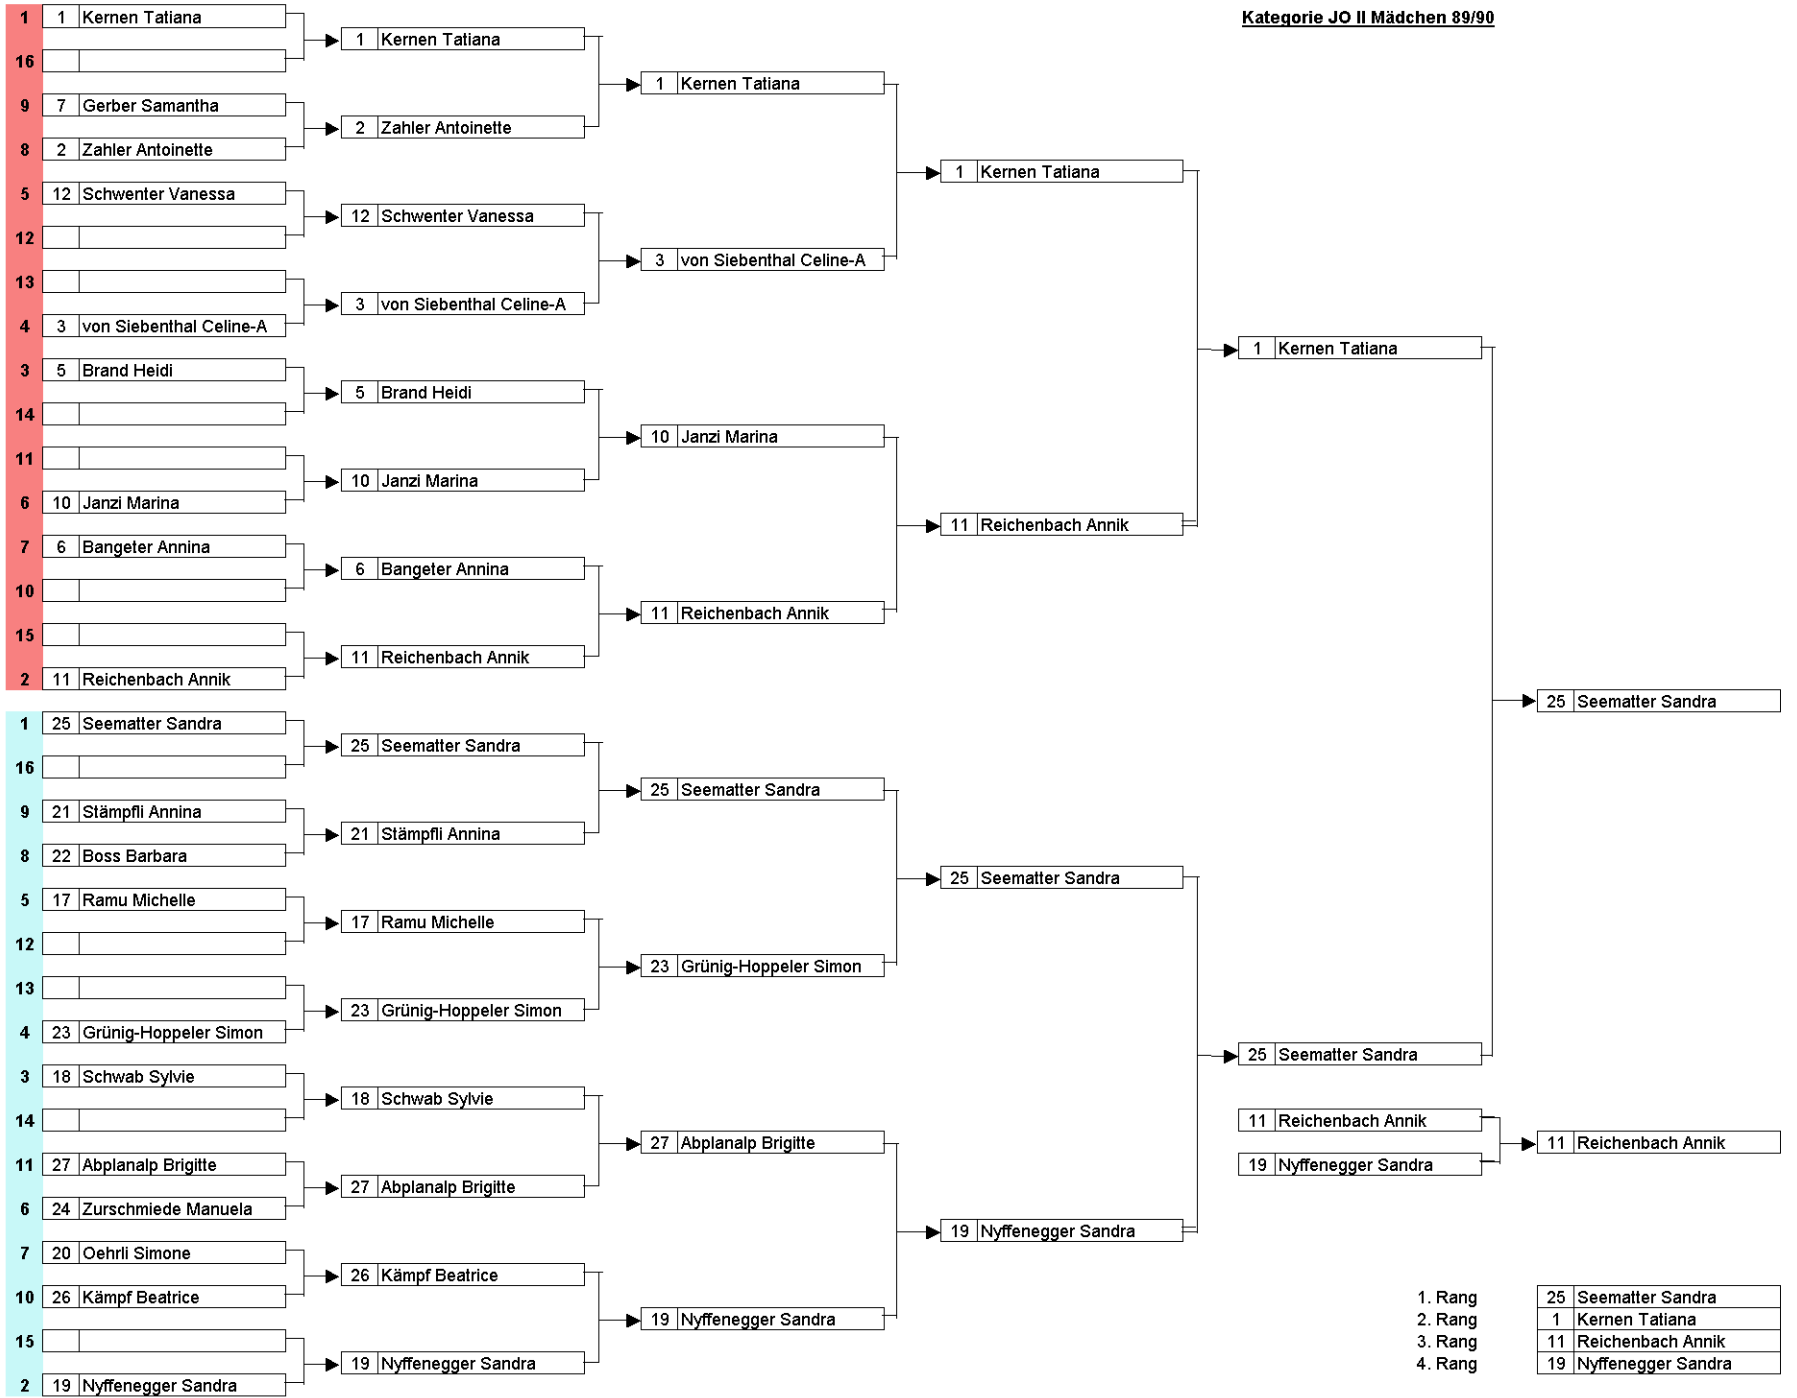 Kategorie JO II Mädchen 89/90
1 1 Kernen Tatiana
1 Kernen Tatiana
16
1 Kernen Tatiana
9 7 Gerber Samantha
2 Zahler Antoinette
8 2 Zahler Antoinette
1 Kernen Tatiana
5 12 Schwenter Vanessa
12 Schwenter Vanessa
12
3 von Siebenthal Celine-A
13
3 von Siebenthal Celine-A
4 3 von Siebenthal Celine-A
1 Kernen Tatiana
3 5 Brand Heidi
5 Brand Heidi
14
10 Janzi Marina
11
10 Janzi Marina
6 10 Janzi Marina
11 Reichenbach Annik
7 6 Bangeter Annina
6 Bangeter Annina
10
11 Reichenbach Annik
15
11 Reichenbach Annik
2 11 Reichenbach Annik
25 Seematter Sandra
1 25 Seematter Sandra
25 Seematter Sandra
16
25 Seematter Sandra
9 21 Stämpfli Annina
21 Stämpfli Annina
8 22 Boss Barbara
25 Seematter Sandra
5 17 Ramu Michelle
17 Ramu Michelle
12
23 Grünig-Hoppeler Simon
13
23 Grünig-Hoppeler Simon
4 23 Grünig-Hoppeler Simon
25 Seematter Sandra
3 18 Schwab Sylvie
18 Schwab Sylvie
14
11 Reichenbach Annik
27 Abplanalp Brigitte
11 Reichenbach Annik
11 27 Abplanalp Brigitte
19 Nyffenegger Sandra
27 Abplanalp Brigitte
6 24 Zurschmiede Manuela
19 Nyffenegger Sandra
7 20 Oehrli Simone
26 Kämpf Beatrice
10 26 Kämpf Beatrice
1. Rang 25 Seematter Sandra
19 Nyffenegger Sandra
2. Rang 1 Kernen Tatiana
15
3. Rang 11 Reichenbach Annik
19 Nyffenegger Sandra
4. Rang 19 Nyffenegger Sandra
2 19 Nyffenegger Sandra